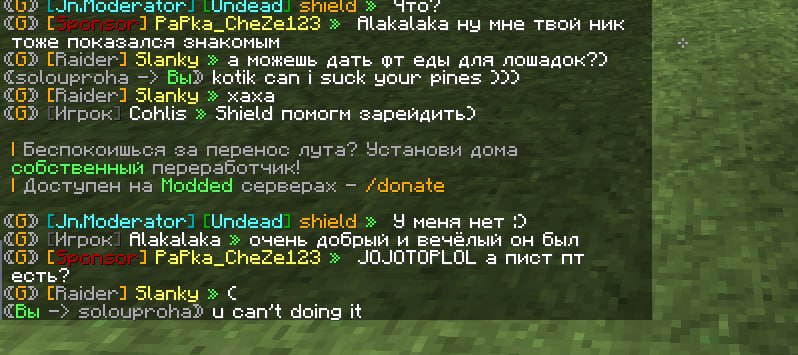 (G) [Jn.Moderator] [Undead] shield » Что?
(G) [Sponsor] PaPka_CheZe123 » Alakalaka ну мне твой ник
тоже показался знакомым
(G) [Raider] Slanky » а можешь дать фт еды для лошадок?)
(solouproha -> Вы) kotik can i suck your pines )))
(G) [Raider] Slanky » хаха
(G) [Игрок] Cohlis » Shield помогм зарейдить)
| Беспокоишься за перенос лута? Установи дома
собственный переработчик!
| Доступен на Modded серверах - /donate
(G) [Jn.Moderator] [Undead] shield » У меня нет :)
(G) [Игрок] Alakalaka » очень добрый и вечёлый он был
(G) [Sponsor] PaPka_CheZe123 » JOJOTOPLOL а пист пт
есть?
(G) [Raider] Slanky » (
(Вы -> solouproha) u can't doing it